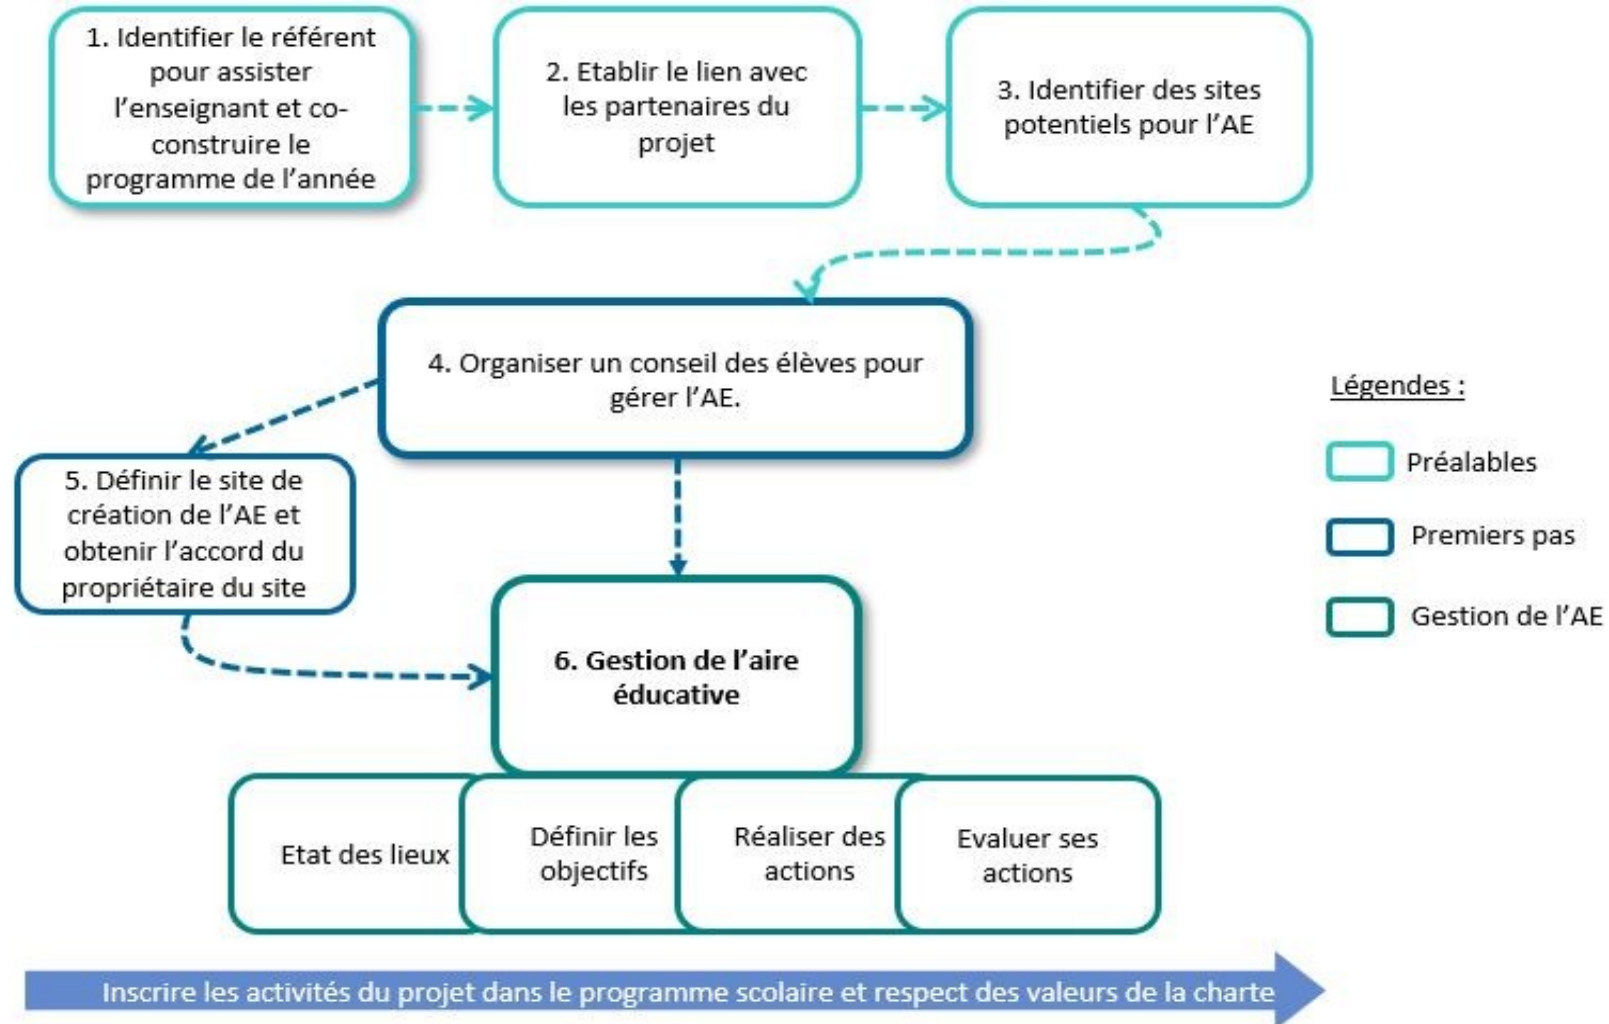 1. Identifier le référent
pour assister
l’enseignant et co-
construire le
programme de l’année
2. Etablir le lien avec
les partenaires du
projet
3. Identifier des sites
potentiels pour l’AE
4. Organiser un conseil des élèves pour
gérer l’AE.
5. Définir le site de
création de l’AE et
obtenir l’accord du
propriétaire du site
6. Gestion de l’aire
éducative
Etat des lieux
Définir les
objectifs
Réaliser des
actions
Evaluer ses
actions
Légendes :
Préalables
Premiers pas
Gestion de l’AE
Inscrire les activités du projet dans le programme scolaire et respect des valeurs de la charte